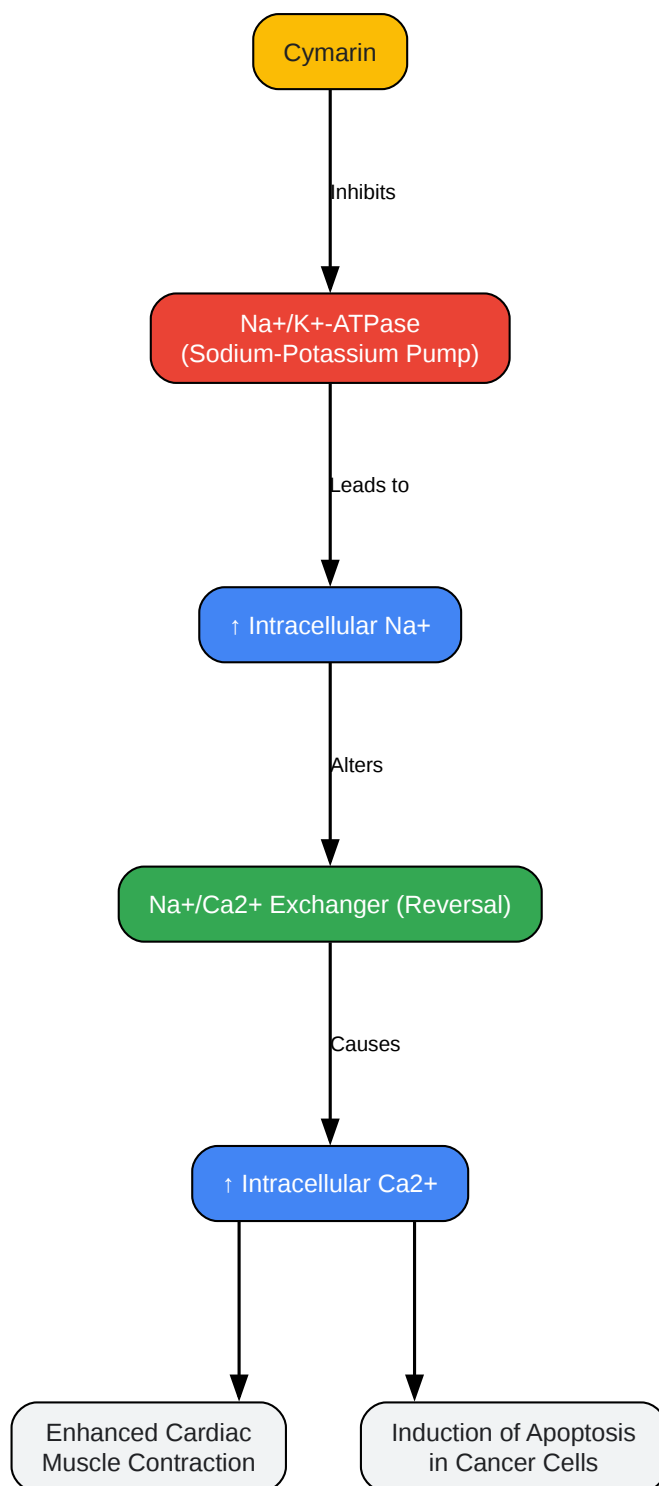 Cymarin
Inhibits
Na+/K+-ATPase
(Sodium-Potassium Pump)
Leads to
↑ Intracellular Na+
Alters
Na+/Ca2+ Exchanger (Reversal)
Causes
↑ Intracellular Ca2+
Enhanced Cardiac
Muscle Contraction
Induction of Apoptosis
in Cancer Cells